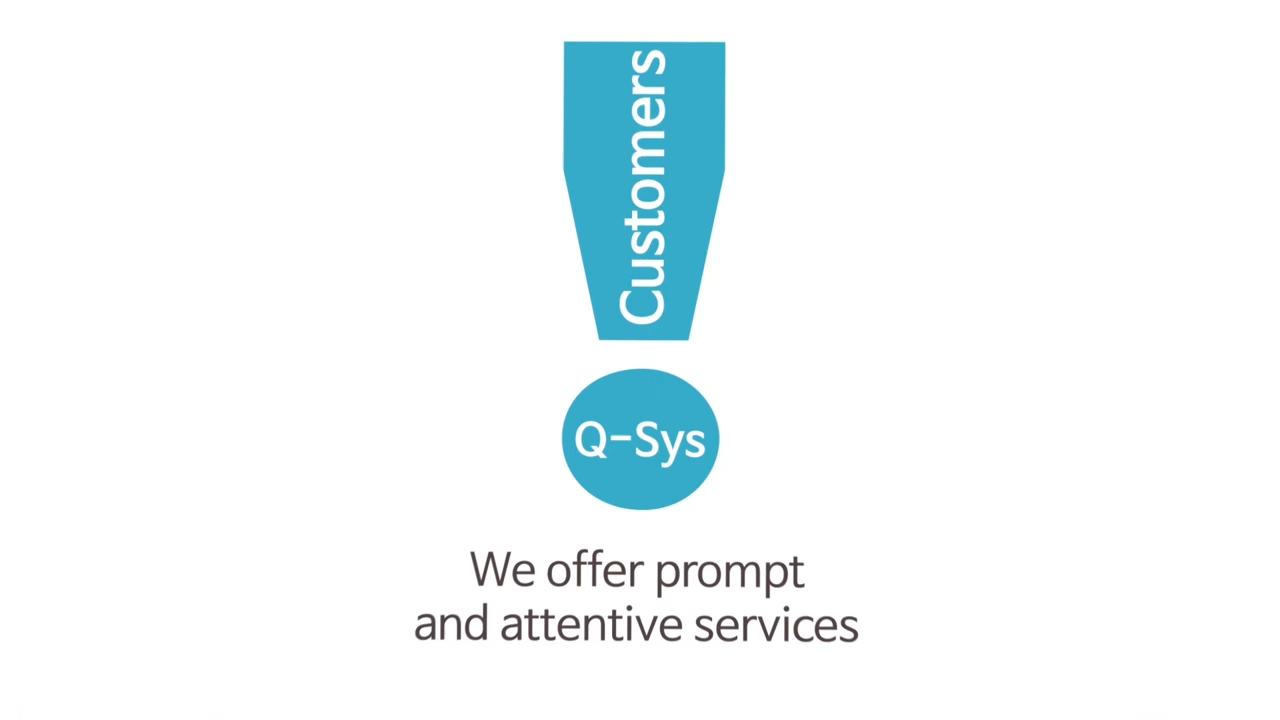 Customers
Q-Sys
We offer prompt
and attentive services